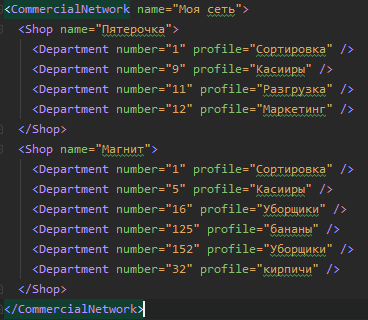 <CommercialNetwork name="Моя сеть">
<Shop name="Пятерочка">
<Department number="1" profile="Сортировка" />
<Department number="9" profile="Касииры" />
<Department number="11" profile="Разгрузка" />
<Department number="12" profile="Маркетинг" />
</Shop>
<Shop name="Магнит">
<Department number="1" profile="Сортировка" />
<Department number="5" profile="Касииры" />
<Department number="16" profile="Уборщики" />
<Department number="125" profile="бананы" />
<Department number="152" profile="Уборщики" />
<Department number="32" profile="кирпичи" />
</Shop>
</CommercialNetwork>